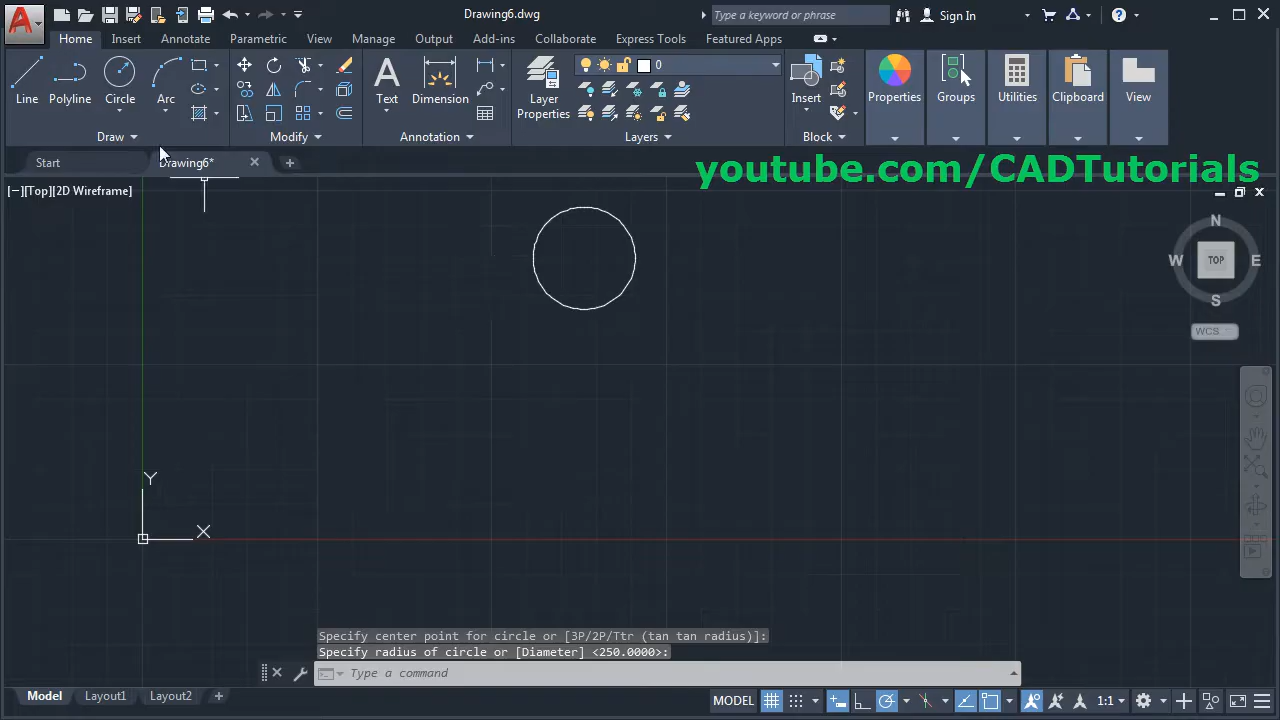 Drawing6.dwg
Type a keyword or phrase
Sign In
Home Insert Annotate Parametric View Manage Output Add-ins Collaborate Express Tools Featured Apps
Line Polyline Circle Arc
Text Dimension
Layer Properties
0
Insert
Properties Groups Utilities Clipboard View
Draw Modify Annotation Layers Block
Start Drawing6*
youtube.com/CADTutorials
[−][Top][2D Wireframe]
N
W TOP E
S
WCS
Y
X
Specify center point for circle or [3P/2P/Ttr (tan tan radius)]:
Specify radius of circle or [Diameter] <250.0000>:
Type a command
Model Layout1 Layout2
MODEL 1:1